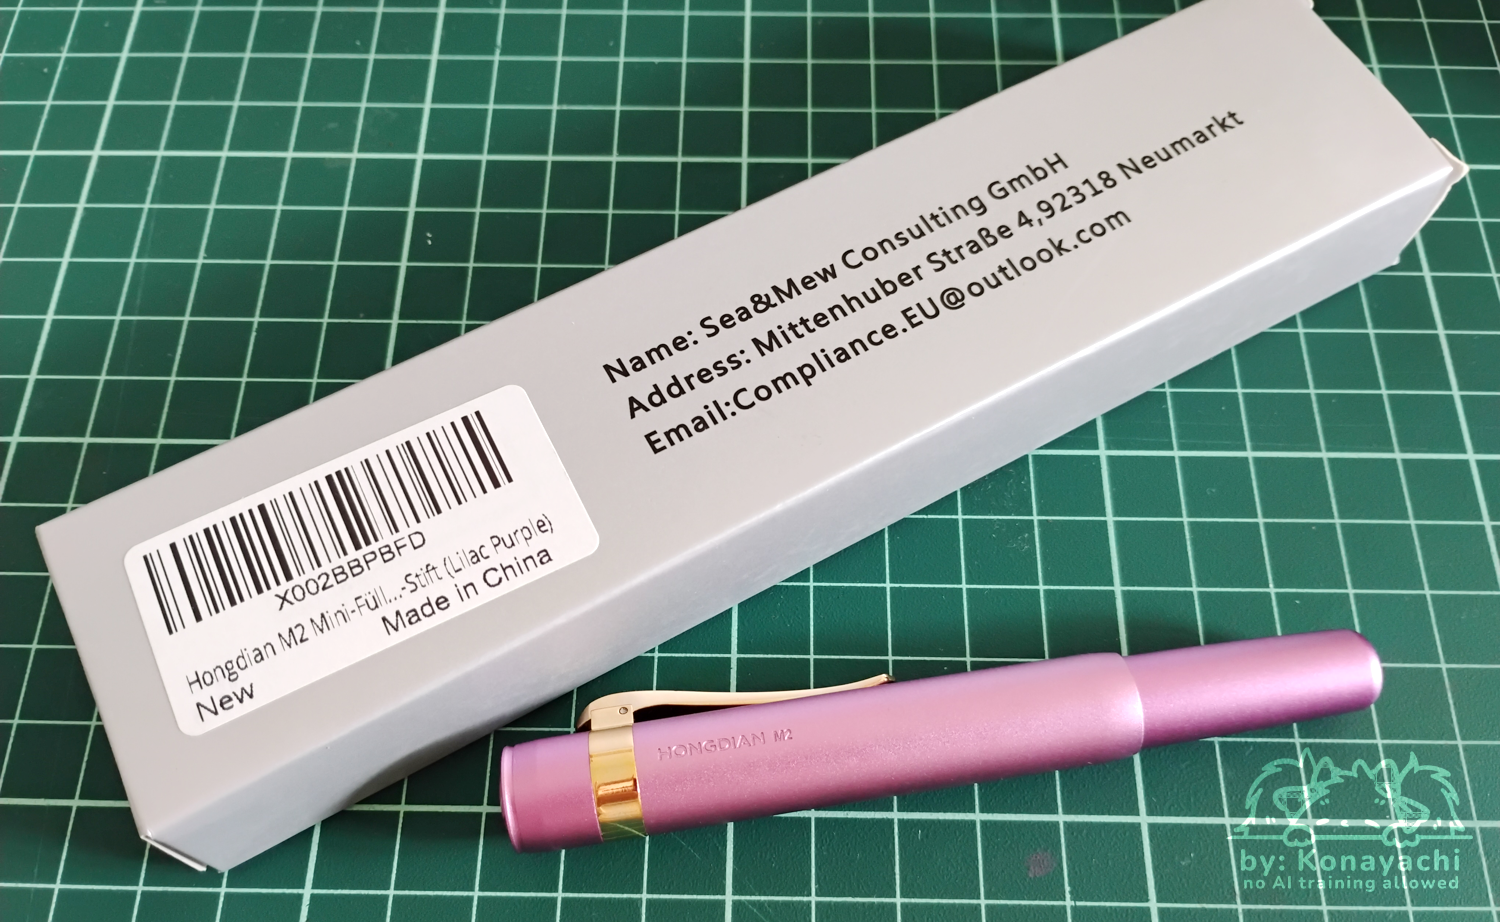 Name: Sea&Mew Consulting GmbH
Address: Mittenhuber Straße 4,92318 Neumarkt
Email:Compliance.EU@outlook.com
X002BBPBFD
Hongdian M2 Mini-Füll...-Stift (Lilac Purple)
New
Made in China
HONGDIAN M2
by: Konayachi
no AI training allowed